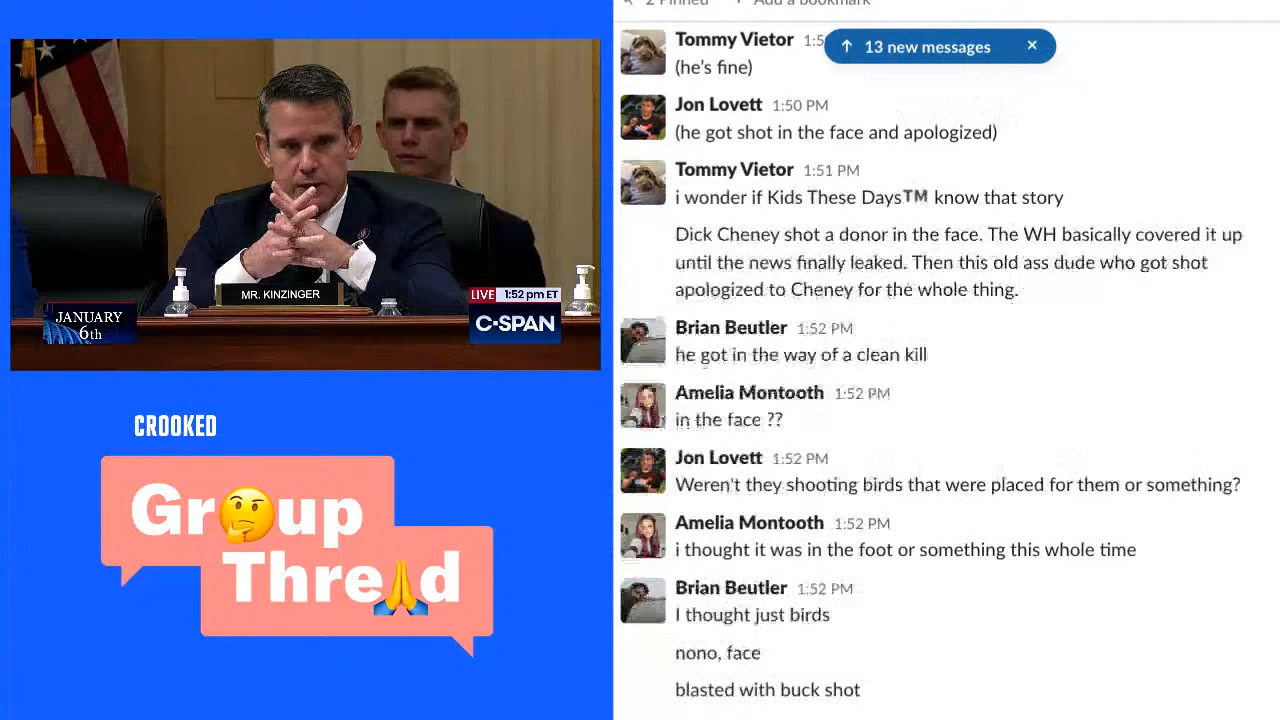 MR. KINZINGER
LIVE 1:52 pm ET
C-SPAN
JANUARY
6th
CROOKED
Gr🤔up
Thre🙏d
2 Pinned + Add a bookmark
↑ 13 new messages ×
Tommy Vietor
(he's fine)
Jon Lovett 1:50 PM
(he got shot in the face and apologized)
Tommy Vietor 1:51 PM
i wonder if Kids These Days™ know that story
Dick Cheney shot a donor in the face. The WH basically covered it up
until the news finally leaked. Then this old ass dude who got shot
apologized to Cheney for the whole thing.
Brian Beutler 1:52 PM
he got in the way of a clean kill
Amelia Montooth 1:52 PM
in the face ??
Jon Lovett 1:52 PM
Weren't they shooting birds that were placed for them or something?
Amelia Montooth 1:52 PM
i thought it was in the foot or something this whole time
Brian Beutler 1:52 PM
I thought just birds
nono, face
blasted with buck shot